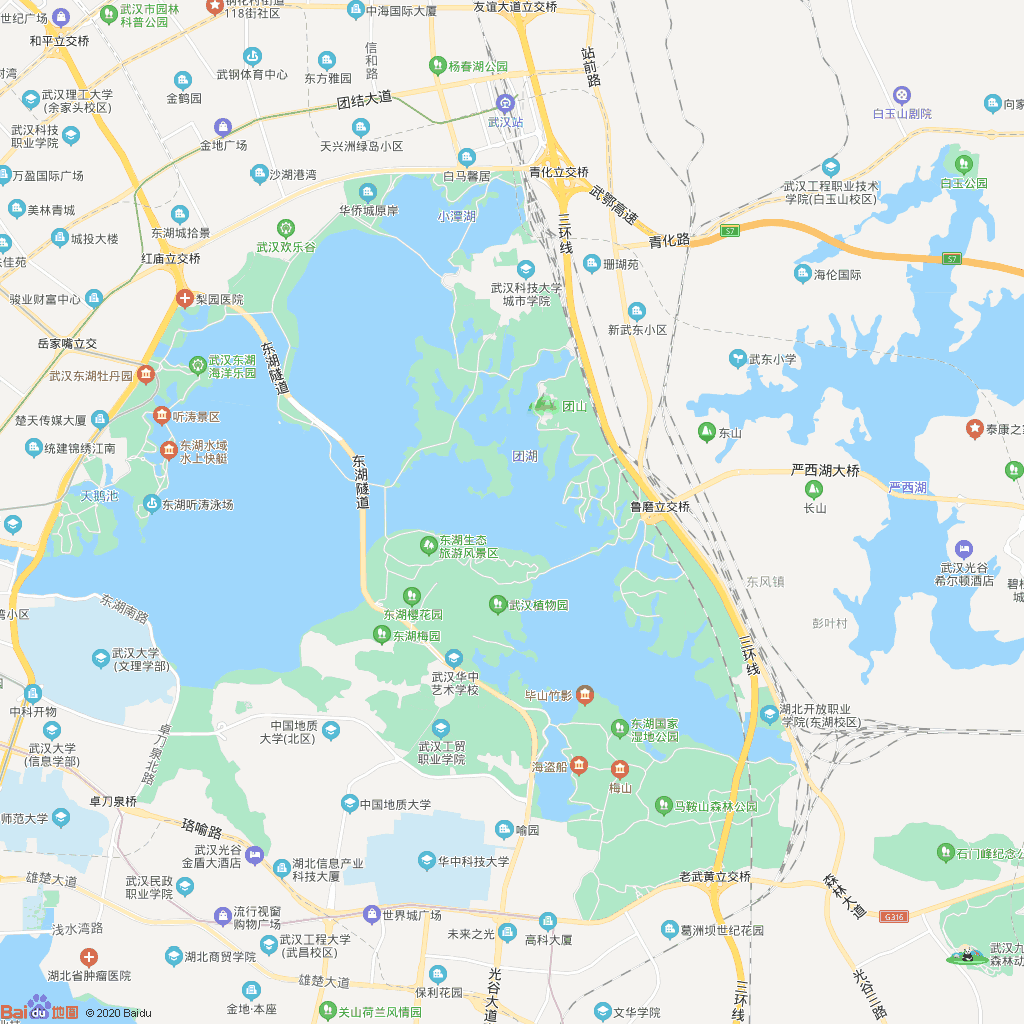 世纪广场
武汉市园林
科普公园
钢花村街道
118街社区
中海国际大厦
友谊大道立交桥
和平立交桥
武钢体育中心
信和路
东方雅园
杨春湖公园
站前路
金鹤园
武汉理工大学
(余家头校区)
团结大道
武汉站
白玉山剧院
武汉科技
职业学院
金地广场
天兴洲绿岛小区
白马馨居
青化立交桥
万盈国际广场
沙湖港湾
武汉工程职业技术
学院(白玉山校区)
白玉公园
美林青城
东湖城拾景
华侨城原岸
小潭湖
武鄂高速
三环线
青化路
S7
S7
城投大楼
武汉欢乐谷
红庙立交桥
珊瑚苑
海伦国际
骏业财富中心
梨园医院
武汉科技大学
城市学院
新武东小区
岳家嘴立交
东湖隧道
武汉东湖
海洋乐园
武东小学
武汉东湖牡丹园
楚天传媒大厦
听涛景区
团山
东山
统建锦绣江南
东湖水域
水上快艇
东湖隧道
团湖
严西湖大桥
严西湖
天鹅池
东湖听涛泳场
鲁磨立交桥
长山
东湖生态
旅游风景区
武汉光谷
希尔顿酒店
东风镇
东湖南路
东湖樱花园
武汉植物园
彭叶村
东湖梅园
三环线
武汉大学
(文理学部)
武汉华中
艺术学校
中科开物
毕山竹影
湖北开放职业
学院(东湖校区)
卓刀泉北路
中国地质
大学(北区)
东湖国家
湿地公园
武汉大学
(信息学部)
武汉工贸
职业学院
海盗船
梅山
卓刀泉桥
中国地质大学
马鞍山森林公园
师范大学
珞喻路
喻园
武汉光谷
金盾大酒店
湖北信息产业
科技大厦
华中科技大学
石门峰纪念公
雄楚大道
武汉民政
职业学院
老武黄立交桥
森林大道
G316
流行视窗
购物广场
世界城广场
浅水湾路
未来之光
高科大厦
葛洲坝世纪花园
武汉工程大学
(武昌校区)
武汉九
森林动
湖北省肿瘤医院
湖北商贸学院
雄楚大道
保利花园
光谷大道
三环线
光谷三路
金地·本座
关山荷兰风情园
文华学院
Bai 地图
© 2020 Baidu